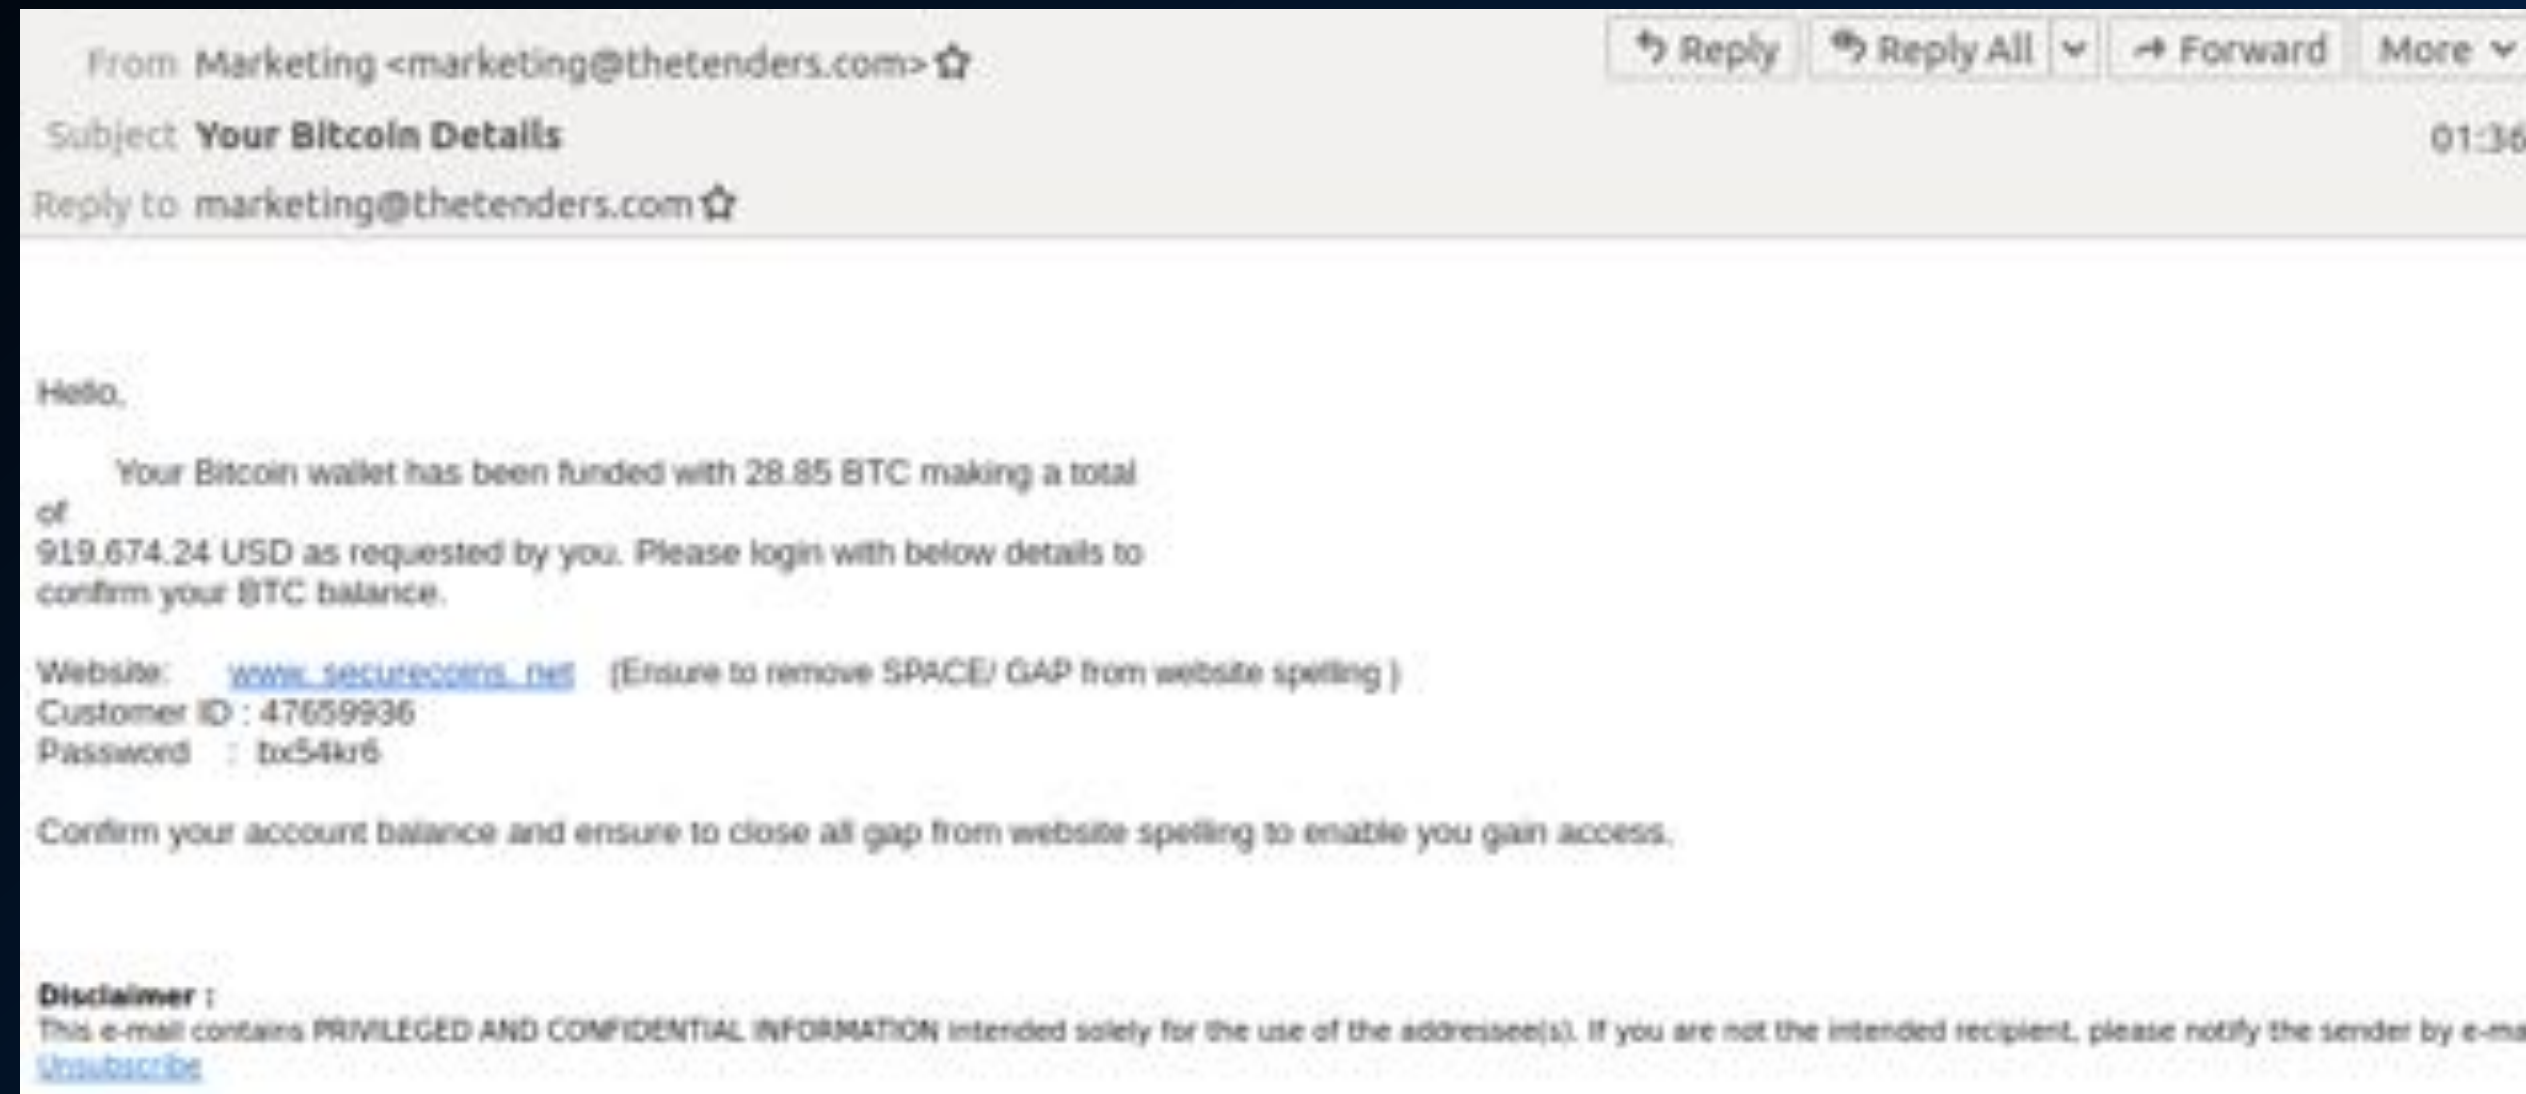 From Marketing <marketing@thetenders.com>
Reply Reply All Forward More
Subject Your Bitcoin Details
01:36
Reply to marketing@thetenders.com
Hello,
Your Bitcoin wallet has been funded with 28.85 BTC making a total
of
919,674.24 USD as requested by you. Please login with below details to
confirm your BTC balance.
Website: www. securecoins. net (Ensure to remove SPACE/ GAP from website spelling )
Customer ID : 47659936
Password : bx54kr6
Confirm your account balance and ensure to close all gap from website spelling to enable you gain access.
Disclaimer :
This e-mail contains PRIVILEGED AND CONFIDENTIAL INFORMATION intended solely for the use of the addressee(s). If you are not the intended recipient, please notify the sender by e-ma
Unsubscribe